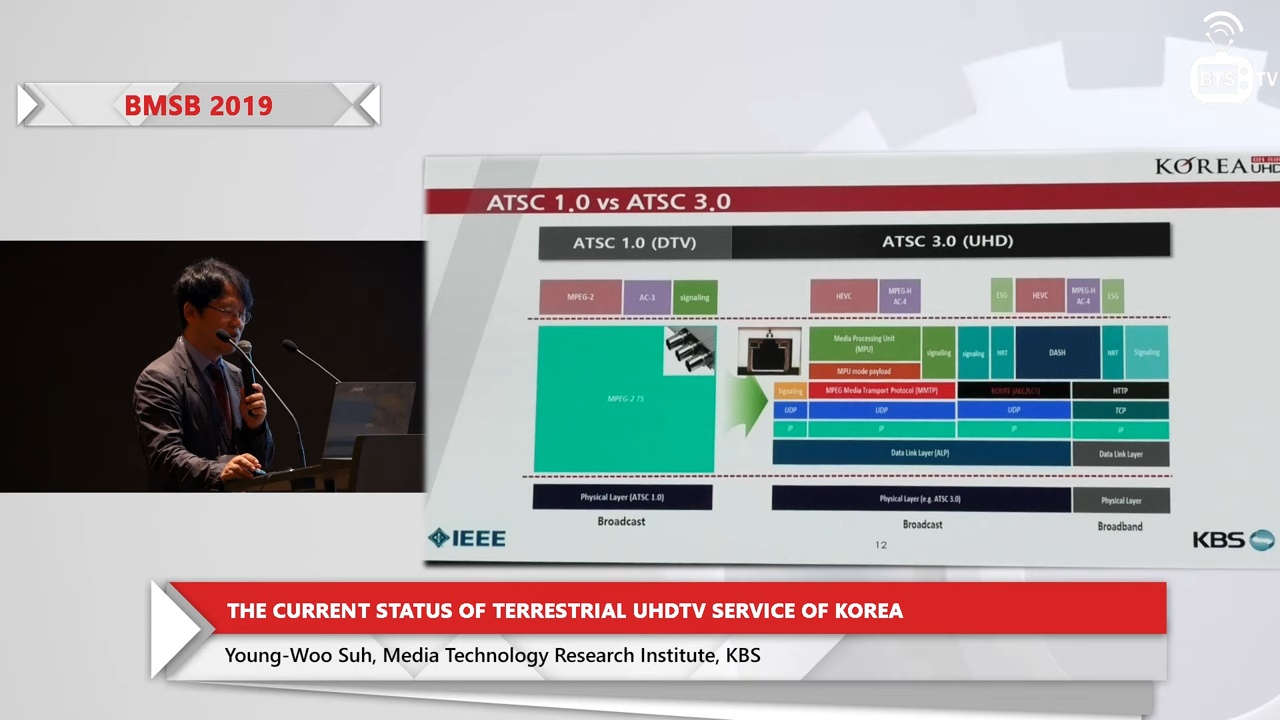 BTS TV
BMSB 2019
KOREA ON AIR UHD
ATSC 1.0 vs ATSC 3.0
ATSC 1.0 (DTV)
ATSC 3.0 (UHD)
MPEG-2
AC-3
signaling
HEVC
MPEG-H
AC-4
ESG
HEVC
MPEG-H
AC-4
ESG
MPEG-2 TS
Media Processing Unit
(MPU)
MPU mode payload
signaling
signaling
NRT
DASH
NRT
Signaling
Signaling
MPEG Media Transport Protocol (MMTP)
ROUTE (ALC/LCT)
HTTP
UDP
UDP
UDP
TCP
IP
IP
IP
IP
Data Link Layer (ALP)
Data Link Layer
Physical Layer (ATSC 1.0)
Physical Layer (e.g. ATSC 3.0)
Physical Layer
Broadcast
Broadcast
Broadband
IEEE
12
KBS
THE CURRENT STATUS OF TERRESTRIAL UHDTV SERVICE OF KOREA
Young-Woo Suh, Media Technology Research Institute, KBS